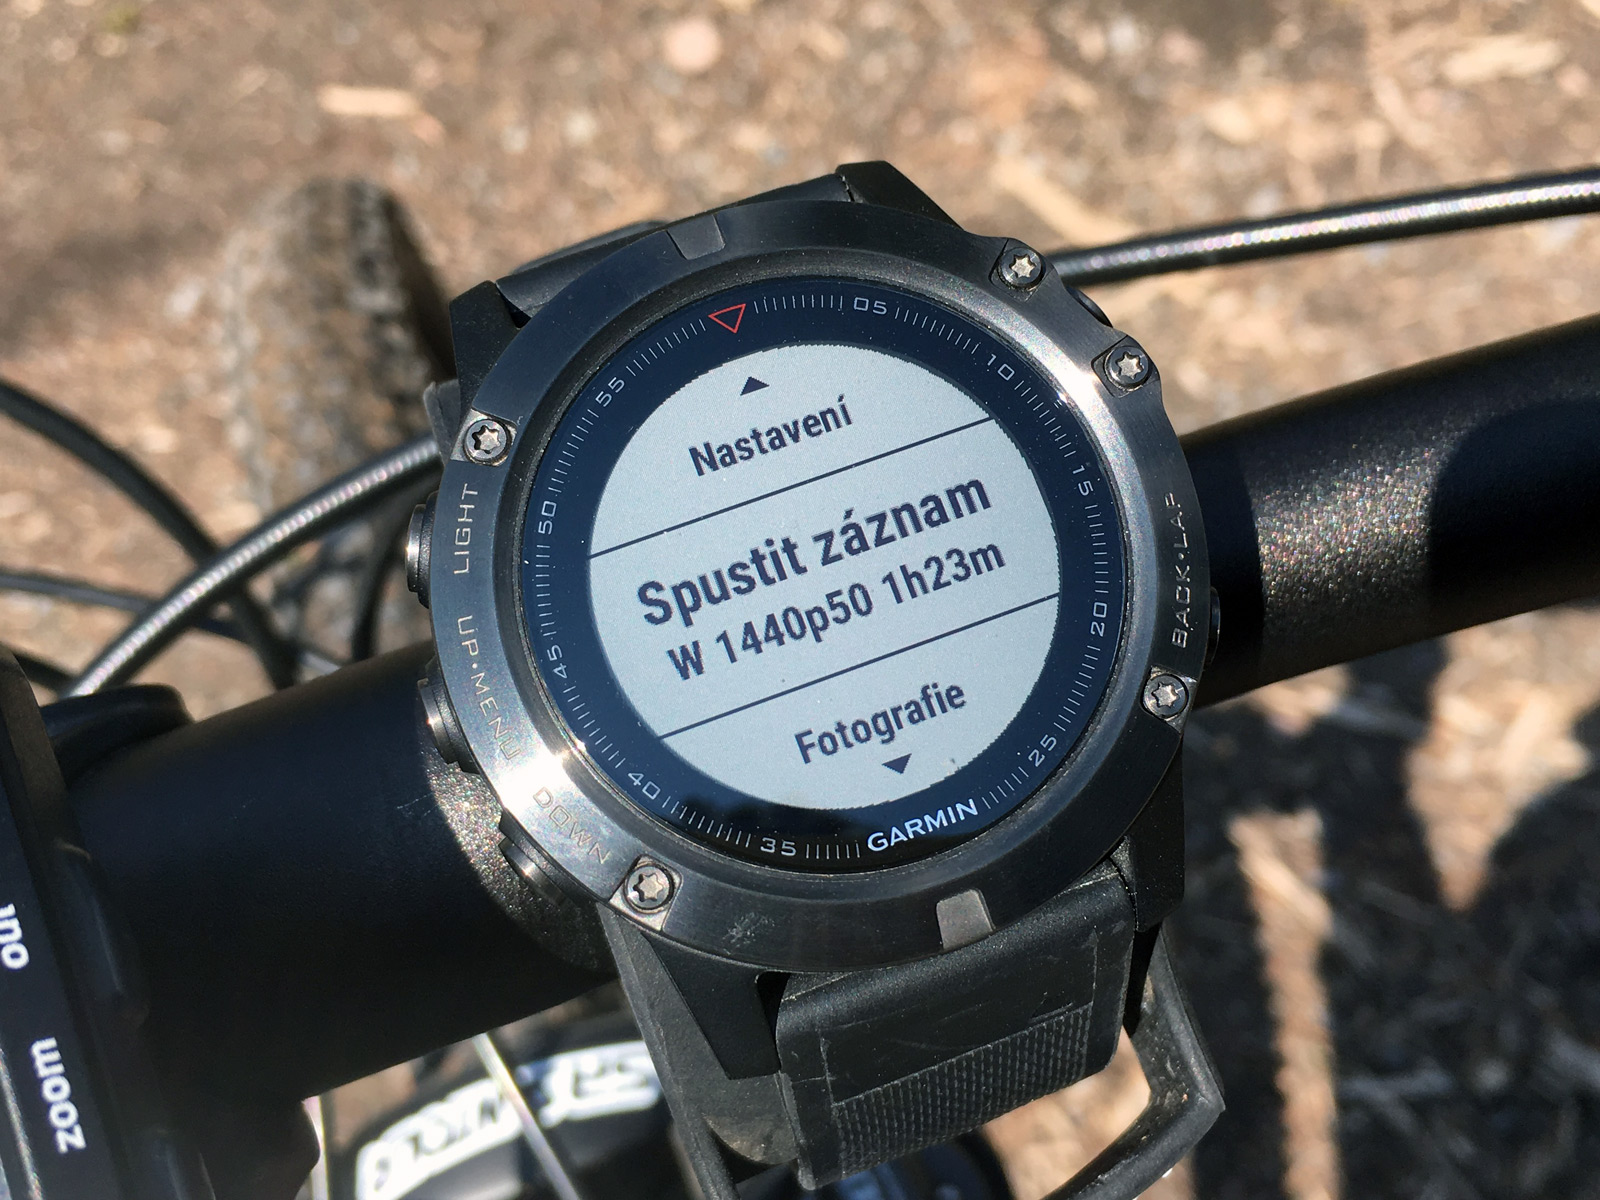 05
10
15
20
25
GARMIN
35
40
45
50
55
Nastavení
Spustit záznam
W 1440p50 1h23m
Fotografie
LIGHT
UP·MENU
DOWN
BACK·LAP
out
zoom